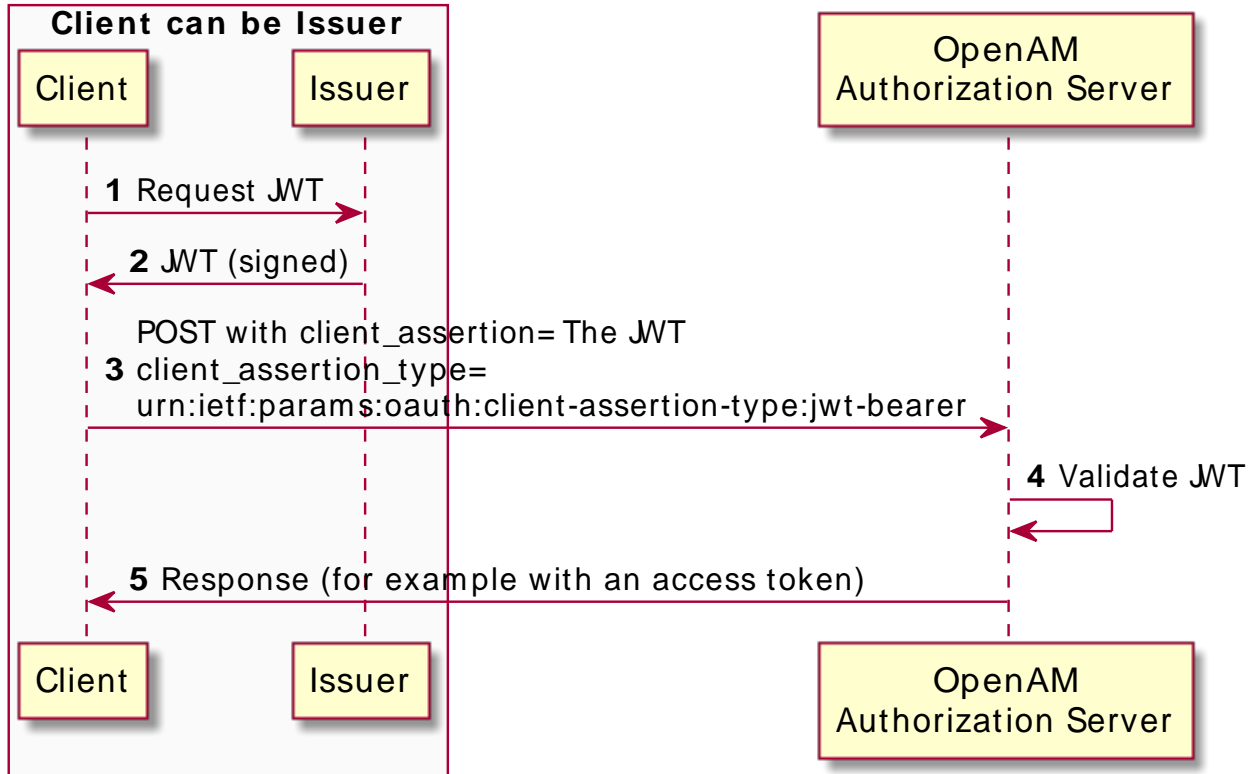 Client can be Issuer
Client
Issuer
OpenAM
Authorization Server
1 Request JWT
2 JWT (signed)
POST with client_assertion= The JWT
3 client_assertion_type=
urn:ietf:params:oauth:client-assertion-type:jwt-bearer
4 Validate JWT
5 Response (for example with an access token)
Client
Issuer
OpenAM
Authorization Server